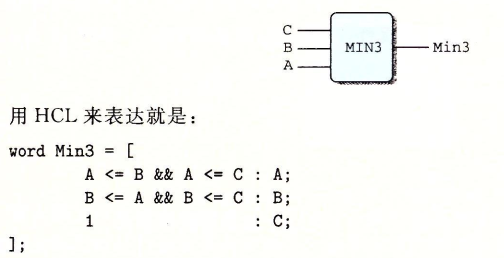 C
B
A
MIN3
Min3
用 HCL 来表达就是：
word Min3 = [
A <= B && A <= C : A;
B <= A && B <= C : B;
1 : C;
];